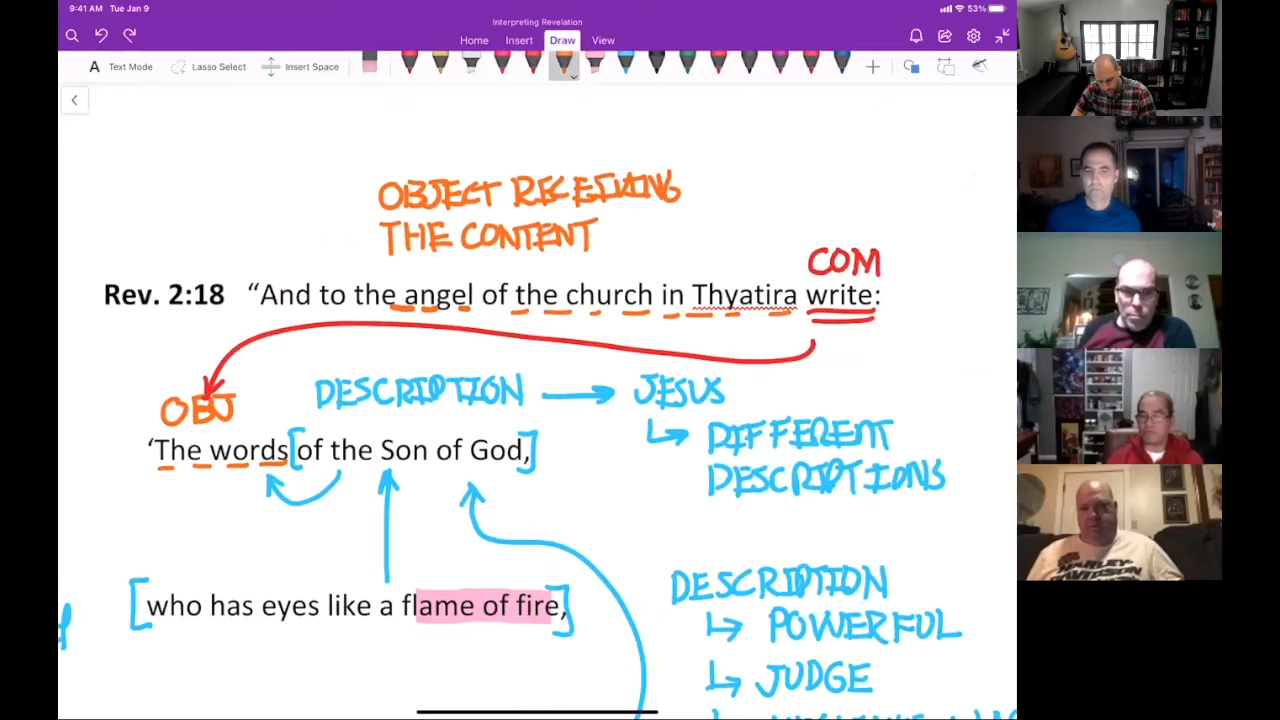 9:41 AM Tue Jan 9
53%
Interpreting Revelation
Home Insert Draw View
Text Mode Lasso Select Insert Space
OBJECT RECEIVING
THE CONTENT
COM
Rev. 2:18 “And to the angel of the church in Thyatira write:
OBJ DESCRIPTION JESUS
DIFFERENT
DESCRIPTIONS
‘The words [of the Son of God,]
DESCRIPTION
[who has eyes like a flame of fire,]
POWERFUL
JUDGE
HARLEY-DAVIDSON